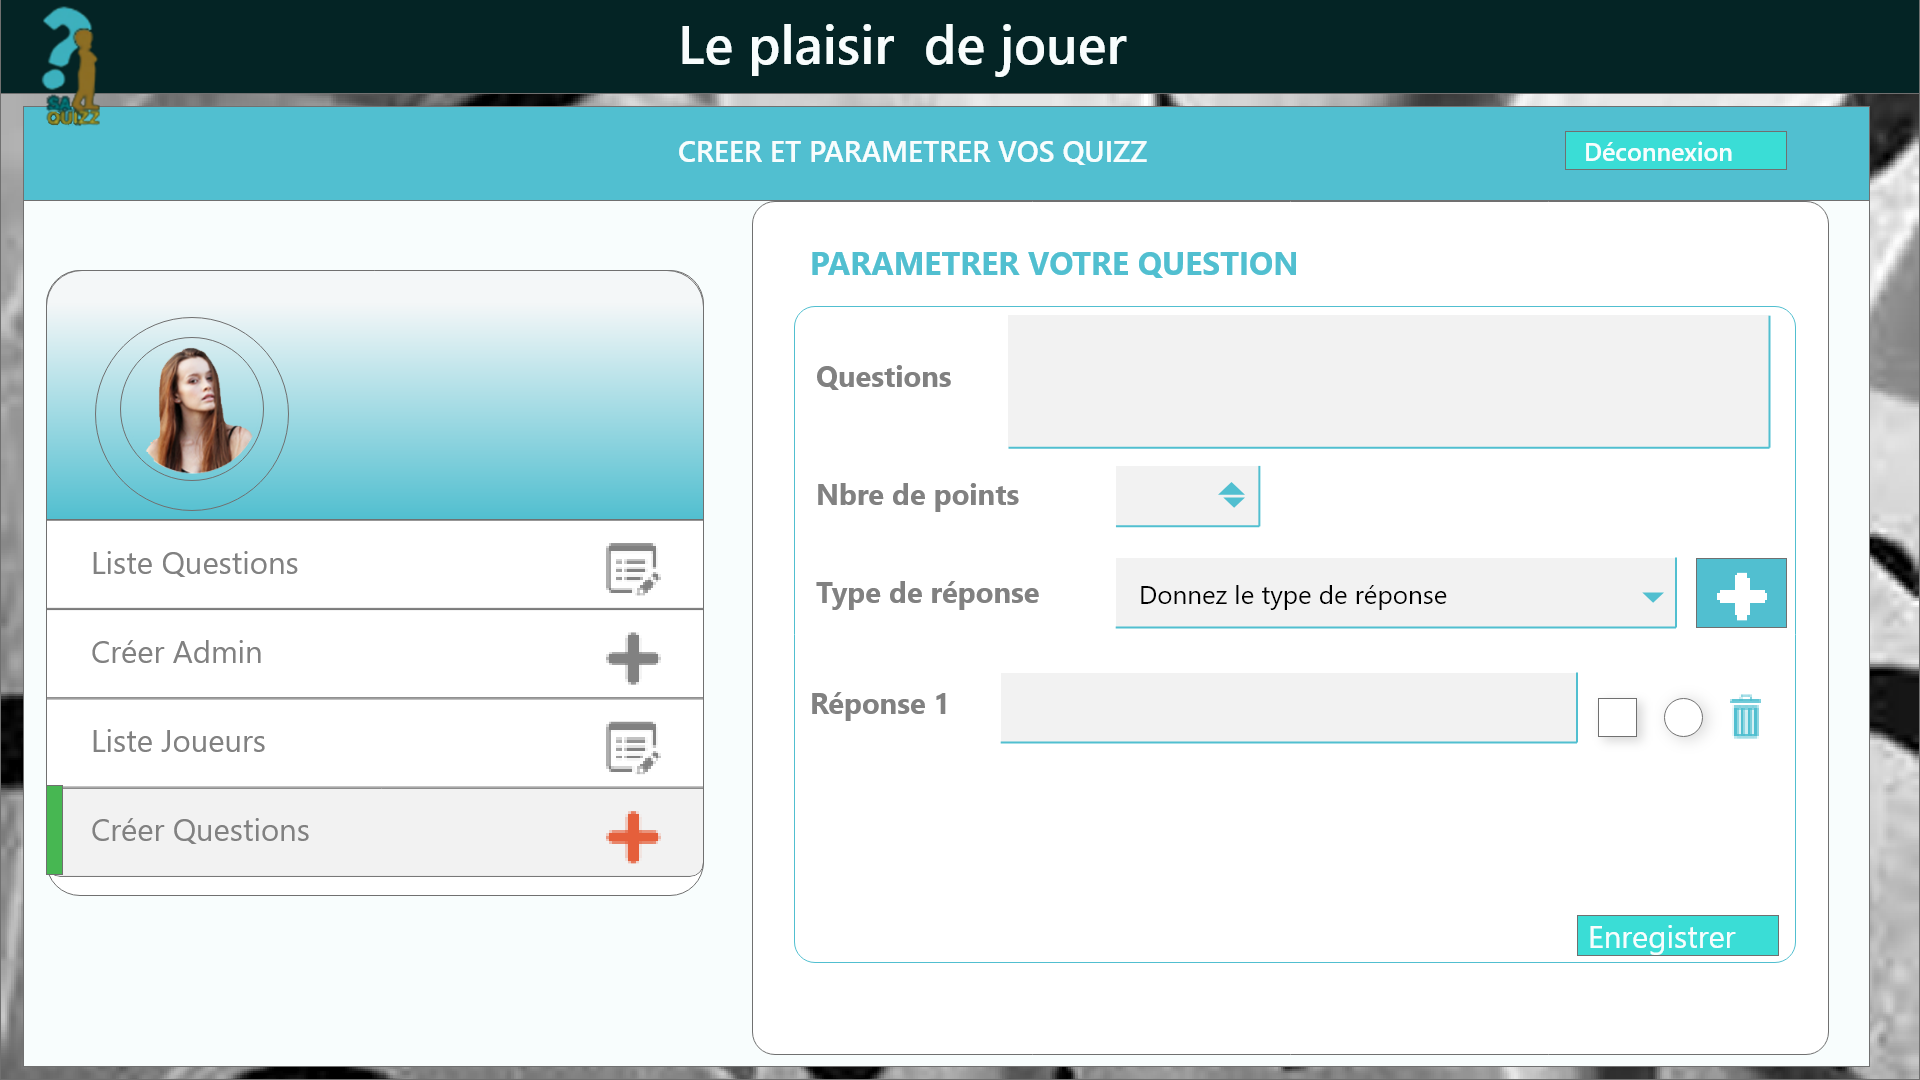 Le plaisir  de jouer
SA
QUIZZ
CREER ET PARAMETRER VOS QUIZZ
Déconnexion
Liste Questions
Créer Admin
Liste Joueurs
Créer Questions
PARAMETRER VOTRE QUESTION
Questions
Nbre de points
Type de réponse
Donnez le type de réponse
Réponse 1
Enregistrer